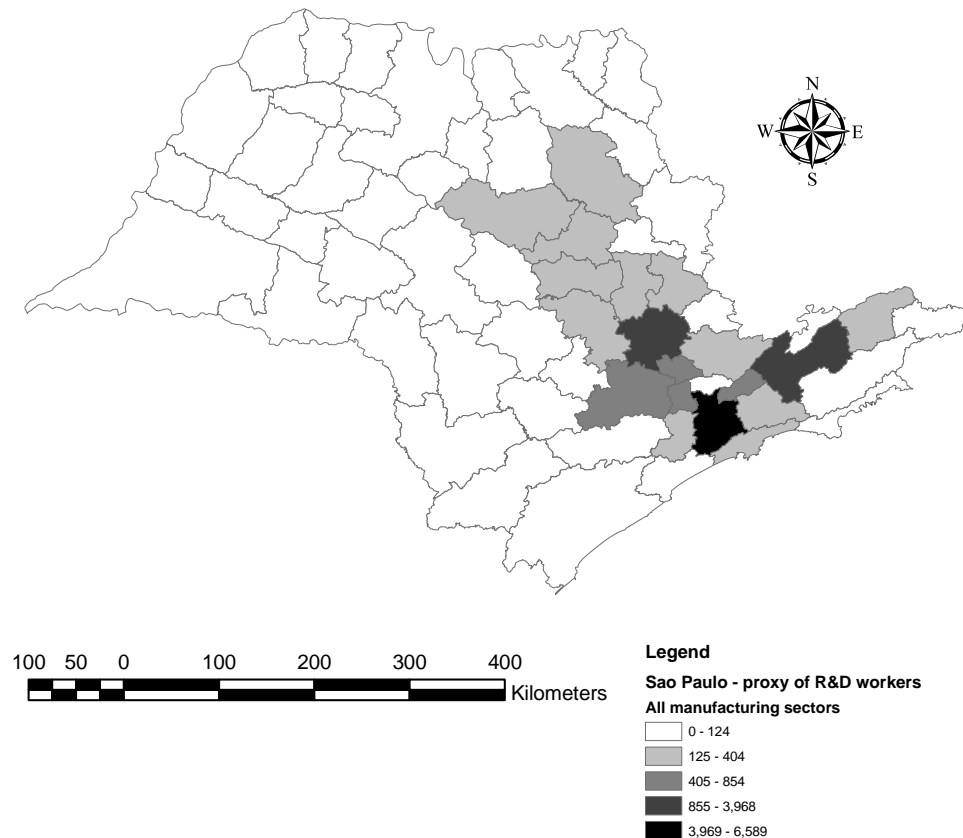 N
W E
S
100 50 0 100 200 300 400
Kilometers
Legend
Sao Paulo - proxy of R&D workers
All manufacturing sectors
0 - 124
125 - 404
405 - 854
855 - 3,968
3,969 - 6,589